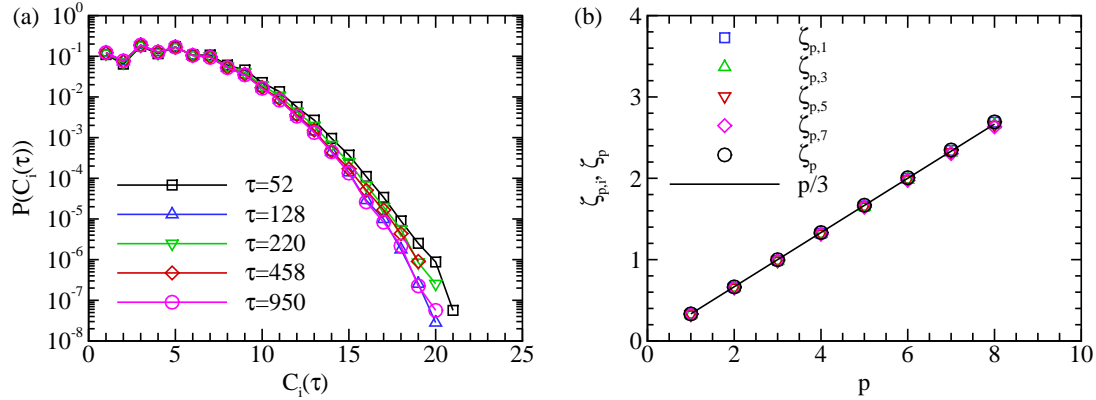 (a)
10^0
10^-1
10^-2
10^-3
10^-4
10^-5
10^-6
10^-7
10^-8
P(C_i(τ))
τ=52
τ=128
τ=220
τ=458
τ=950
0 5 10 15 20 25
C_i(τ)
(b)
4
3
2
1
0
ζ_p,i, ζ_p
ζ_p,1
ζ_p,3
ζ_p,5
ζ_p,7
ζ_p
p/3
0 2 4 6 8 10
p